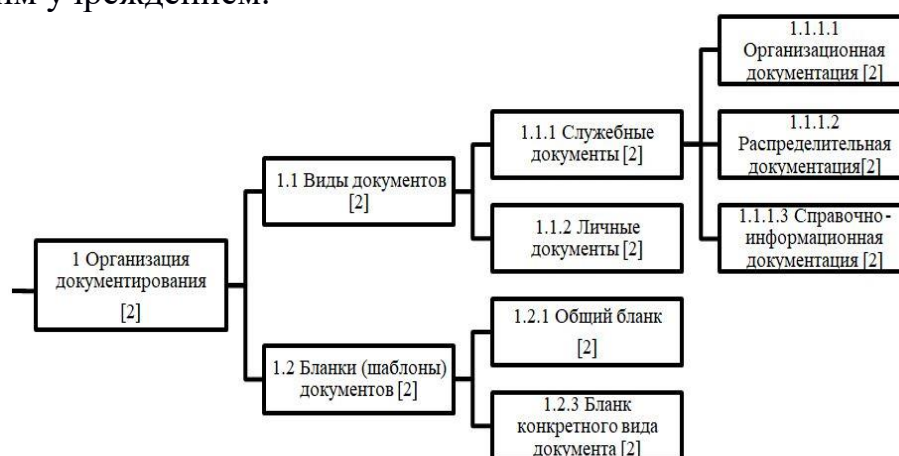 учреждением.
1 Организация
документирования
[2]
1.1 Виды документов
[2]
1.1.1 Служебные
документы [2]
1.1.1.1
Организационная
документация [2]
1.1.1.2
Распределительная
документация[2]
1.1.1.3 Справочно-
информационная
документация [2]
1.1.2 Личные
документы [2]
1.2 Бланки (шаблоны)
документов [2]
1.2.1 Общий бланк
[2]
1.2.3 Бланк
конкретного вида
документа [2]